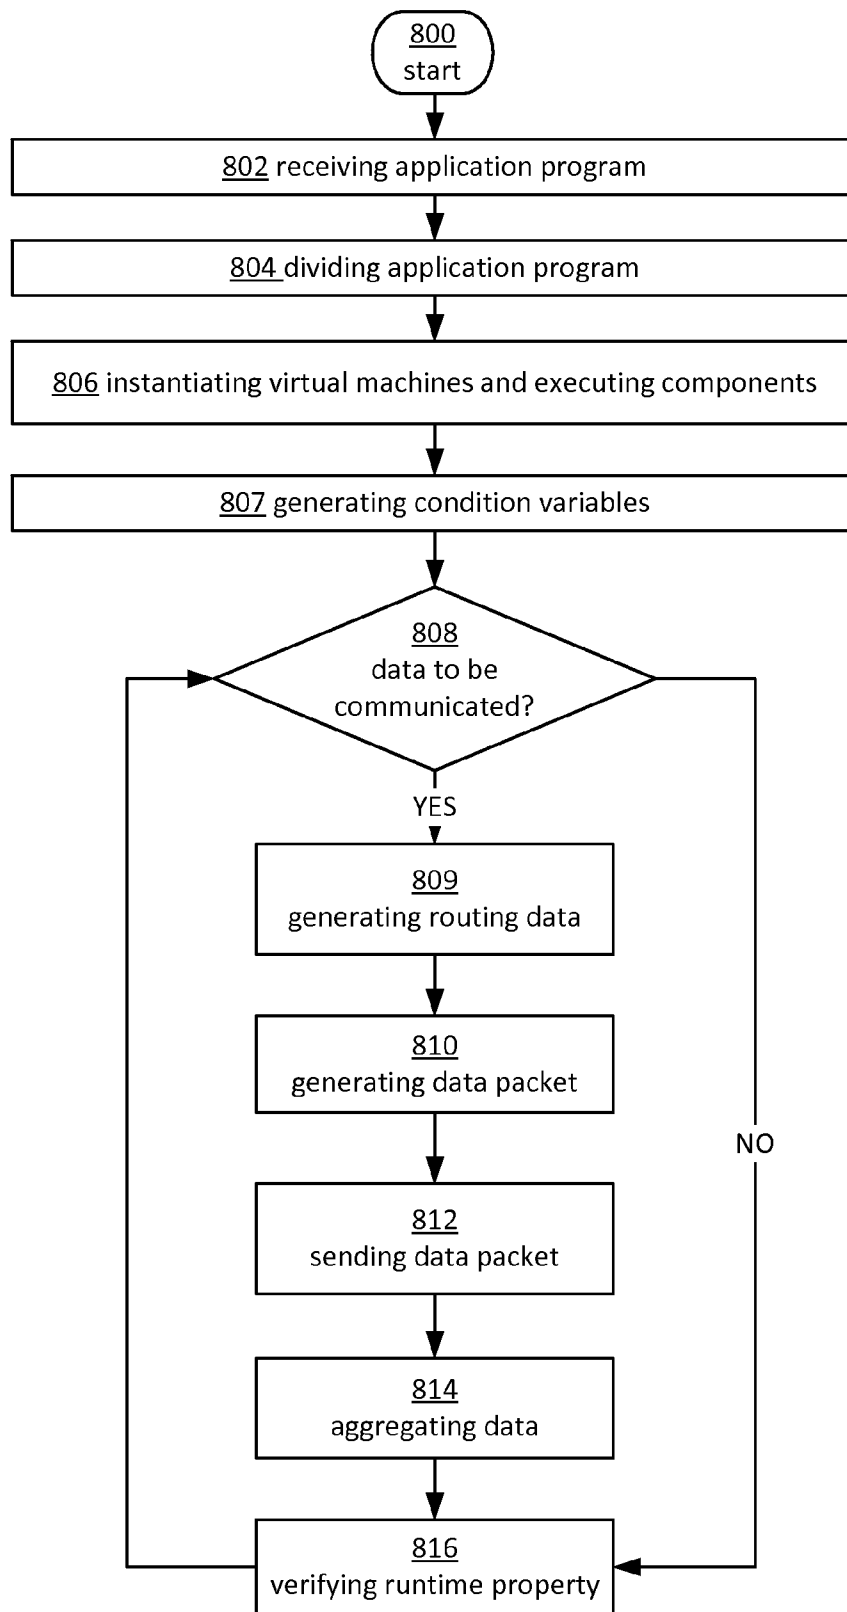 800
start
802 receiving application program
804 dividing application program
806 instantiating virtual machines and executing components
807 generating condition variables
808
data to be
communicated?
YES
809
generating routing data
810
generating data packet
NO
812
sending data packet
814
aggregating data
816
verifying runtime property